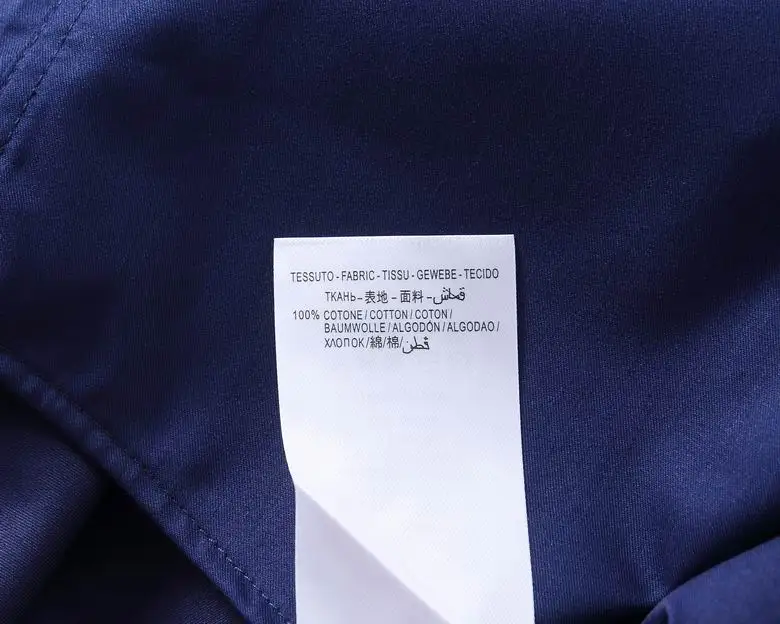 TESSUTO - FABRIC - TISSU - GEWEBE - TECIDO
ТКАНЬ - 表地 - 面料 - قماش
100% COTONE / COTTON / COTON /
BAUMWOLLE / ALGODÓN / ALGODAO /
ХЛОПОК /綿/棉/ قطن